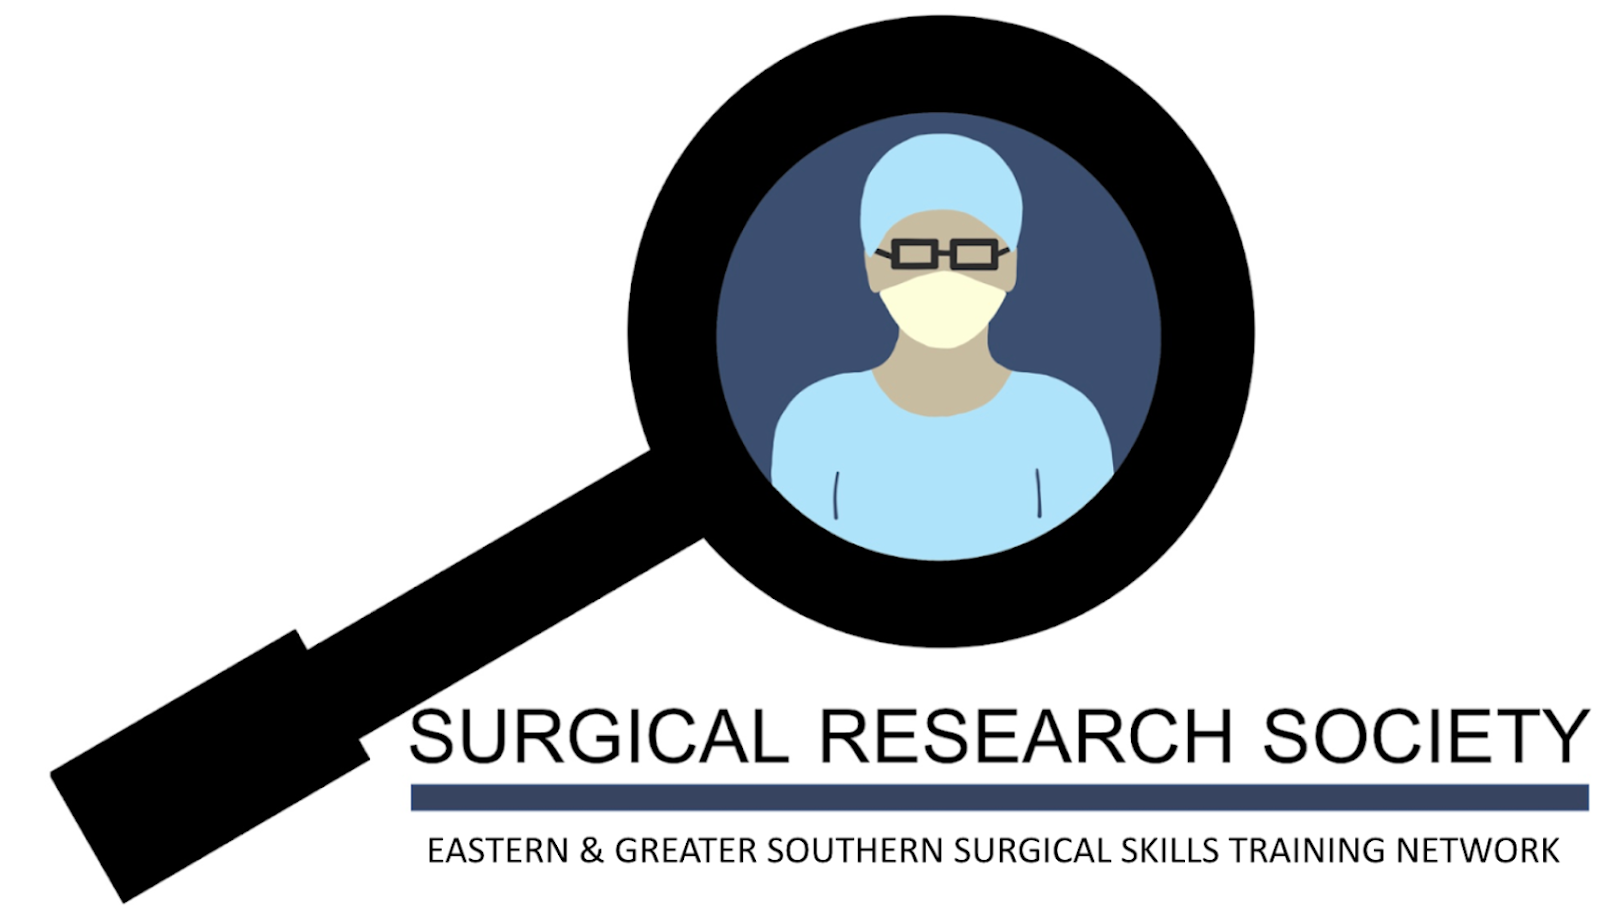 SURGICAL RESEARCH SOCIETY
EASTERN & GREATER SOUTHERN SURGICAL SKILLS TRAINING NETWORK